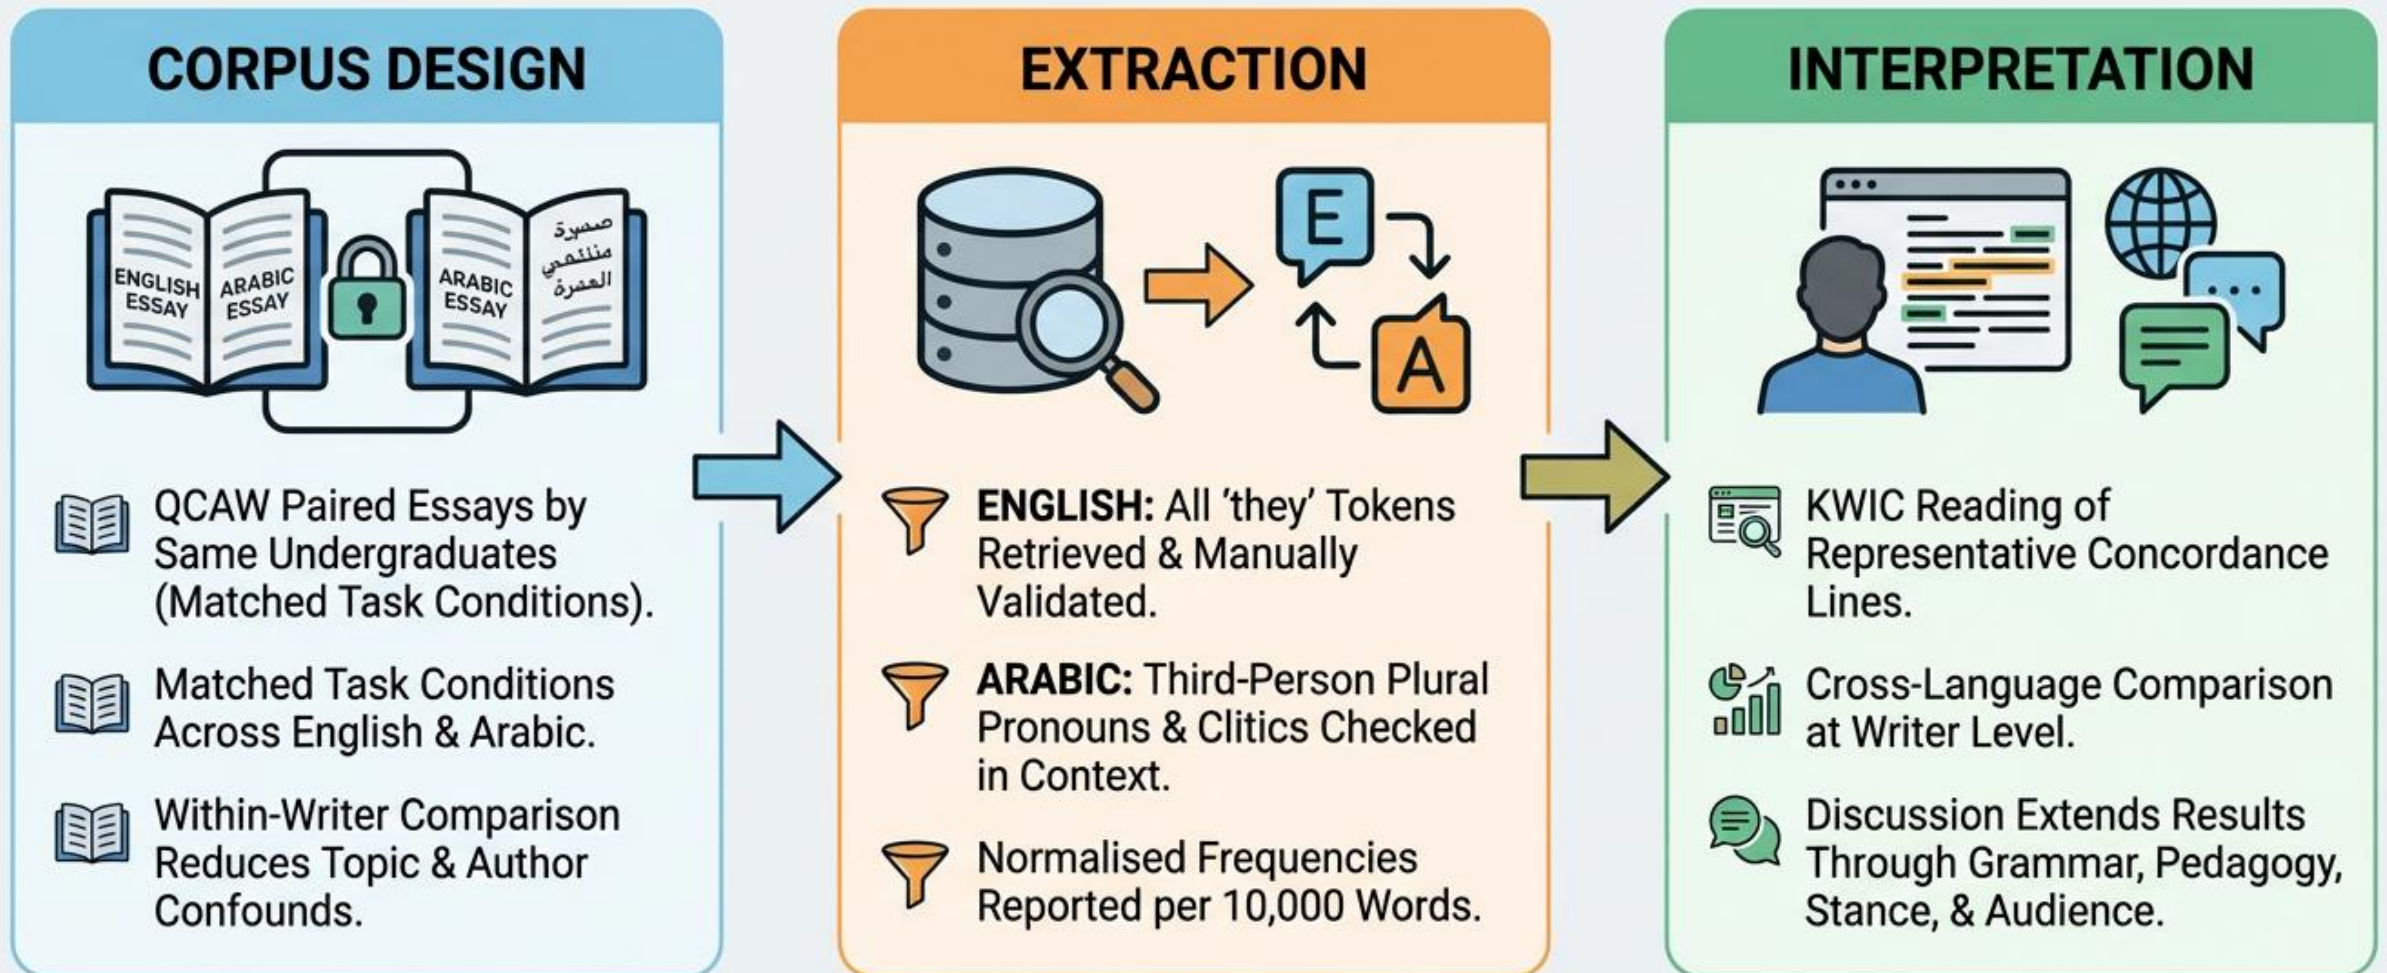 CORPUS DESIGN
ENGLISH
ESSAY
ARABIC
ESSAY
ARABIC
ESSAY
QCAW Paired Essays by
Same Undergraduates
(Matched Task Conditions).
Matched Task Conditions
Across English & Arabic.
Within-Writer Comparison
Reduces Topic & Author
Confounds.
EXTRACTION
E
A
ENGLISH: All 'they' Tokens
Retrieved & Manually
Validated.
ARABIC: Third-Person Plural
Pronouns & Clitics Checked
in Context.
Normalised Frequencies
Reported per 10,000 Words.
INTERPRETATION
KWIC Reading of
Representative Concordance
Lines.
Cross-Language Comparison
at Writer Level.
Discussion Extends Results
Through Grammar, Pedagogy,
Stance, & Audience.